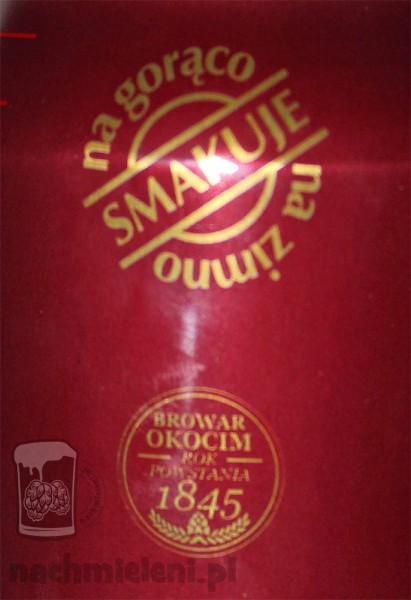 na gorąco
SMAKUJE
na zimno
BROWAR
OKOCIM
ROK
POWSTANIA
1845
nachmieleni.pl